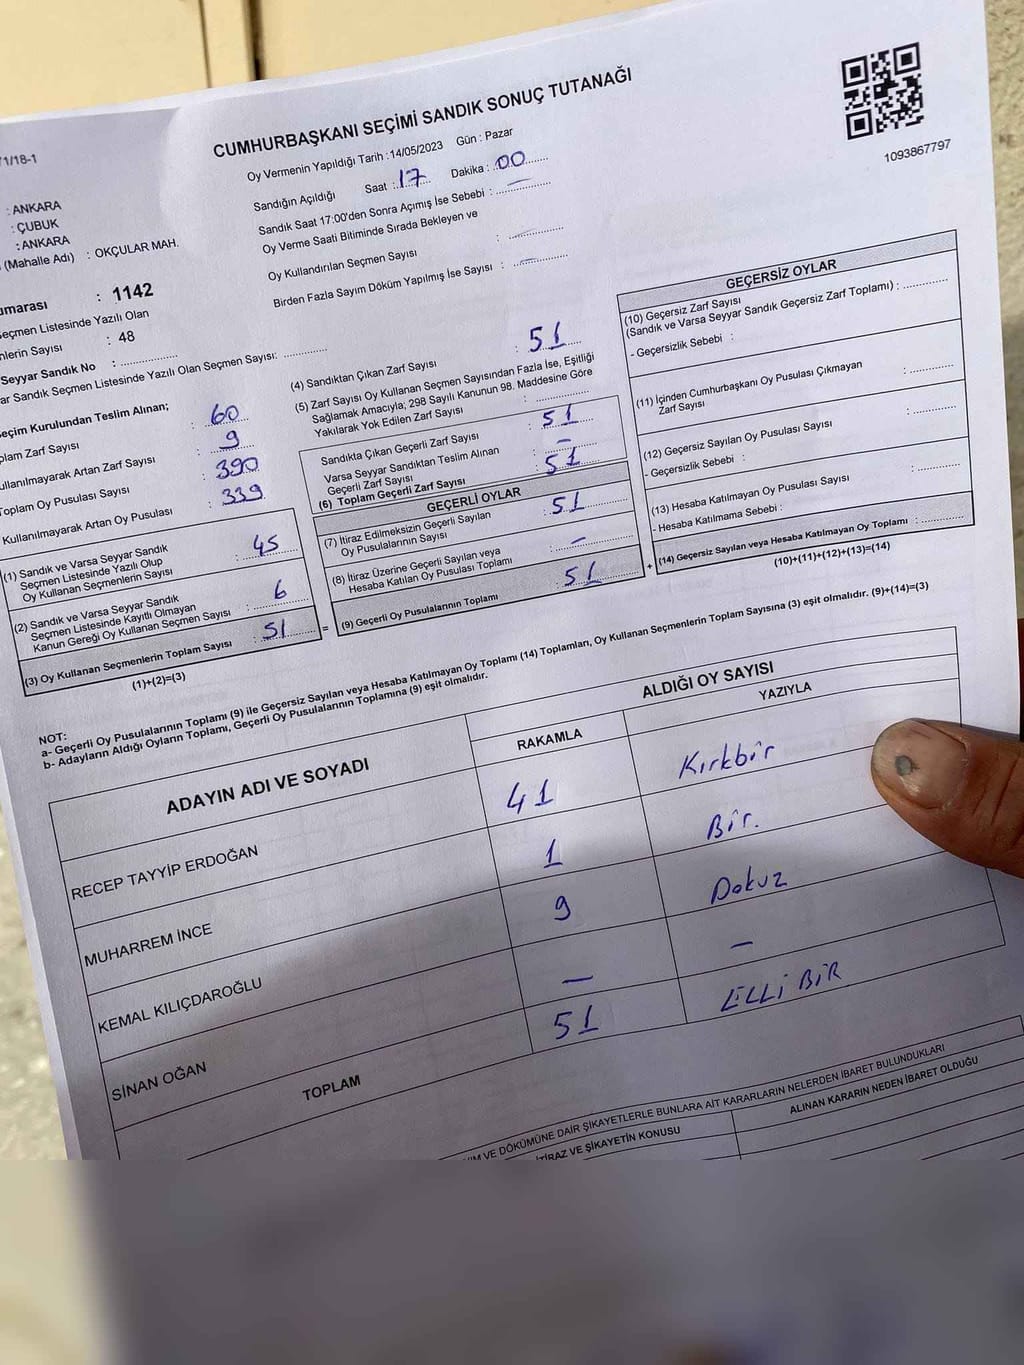 CUMHURBAŞKANI SEÇİMİ SANDIK SONUÇ TUTANAĞI
1093867797
/1/18-1
Oy Vermenin Yapıldığı Tarih : 14/05/2023 Gün : Pazar
Sandığın Açıldığı Saat : 17 Dakika : 00
Sandık Saat 17:00'den Sonra Açımış İse Sebebi : —
Oy Verme Saati Bitiminde Sırada Bekleyen ve
Oy Kullandırılan Seçmen Sayısı : —
Birden Fazla Sayım Döküm Yapılmış İse Sayısı : —
: ANKARA
: ÇUBUK
: ANKARA
(Mahalle Adı) : OKÇULAR MAH.
umarası : 1142
eçmen Listesinde Yazılı Olan
nlerin Sayısı : 48
Seyyar Sandık No :
ar Sandık Seçmen Listesinde Yazılı Olan Seçmen Sayısı:
eçim Kurulundan Teslim Alınan;
plam Zarf Sayısı : 60
ullanılmayarak Artan Zarf Sayısı : 9
Toplam Oy Pusulası Sayısı : 390
Kullanılmayarak Artan Oy Pusulası : 339
(1) Sandık ve Varsa Seyyar Sandık
Seçmen Listesinde Yazılı Olup
Oy Kullanan Seçmenlerin Sayısı : 45
(2) Sandık ve Varsa Seyyar Sandık
Seçmen Listesinde Kayıtlı Olmayan
Kanun Gereği Oy Kullanan Seçmen Sayısı : 6
(3) Oy Kullanan Seçmenlerin Toplam Sayısı : 51
(1)+(2)=(3)
(4) Sandıktan Çıkan Zarf Sayısı : 51
(5) Zarf Sayısı Oy Kullanan Seçmen Sayısından Fazla İse, Eşitliği
Sağlamak Amacıyla; 298 Sayılı Kanunun 98. Maddesine Göre
Yakılarak Yok Edilen Zarf Sayısı :
Sandıkta Çıkan Geçerli Zarf Sayısı : 51
Varsa Seyyar Sandıktan Teslim Alınan
Geçerli Zarf Sayısı : —
(6) Toplam Geçerli Zarf Sayısı : 51
GEÇERLİ OYLAR
(7) İtiraz Edilmeksizin Geçerli Sayılan
Oy Pusulalarının Sayısı : 51
(8) İtiraz Üzerine Geçerli Sayılan veya
Hesaba Katılan Oy Pusulası Toplamı : —
= (9) Geçerli Oy Pusulalarının Toplamı : 51
GEÇERSİZ OYLAR
(10) Geçersiz Zarf Sayısı
(Sandık ve Varsa Seyyar Sandık Geçersiz Zarf Toplamı) :
- Geçersizlik Sebebi :
(11) İçinden Cumhurbaşkanı Oy Pusulası Çıkmayan
Zarf Sayısı :
(12) Geçersiz Sayılan Oy Pusulası Sayısı :
- Geçersizlik Sebebi :
(13) Hesaba Katılmayan Oy Pusulası Sayısı :
- Hesaba Katılmama Sebebi :
+ (14) Geçersiz Sayılan veya Hesaba Katılmayan Oy Toplamı :
(10)+(11)+(12)+(13)=(14)
NOT:
a- Geçerli Oy Pusulalarının Toplamı (9) ile Geçersiz Sayılan veya Hesaba Katılmayan Oy Toplamı (14) Toplamları, Oy Kullanan Seçmenlerin Toplam Sayısına (3) eşit olmalıdır. (9)+(14)=(3)
b- Adayların Aldığı Oyların Toplamı, Geçerli Oy Pusulalarının Toplamına (9) eşit olmalıdır.
ADAYIN ADI VE SOYADI
ALDIĞI OY SAYISI
RAKAMLA YAZIYLA
RECEP TAYYİP ERDOĞAN 41 Kırkbir
MUHARREM İNCE 1 Bir.
KEMAL KILIÇDAROĞLU 9 Dokuz
SİNAN OĞAN — —
TOPLAM 51 ELLİ BİR
IM VE DÖKÜMÜNE DAİR ŞİKAYETLERLE BUNLARA AİT KARARLARIN NELERDEN İBARET BULUNDUKLARI
İTİRAZ VE ŞİKAYETİN KONUSU
ALINAN KARARIN NEDEN İBARET OLDUĞU